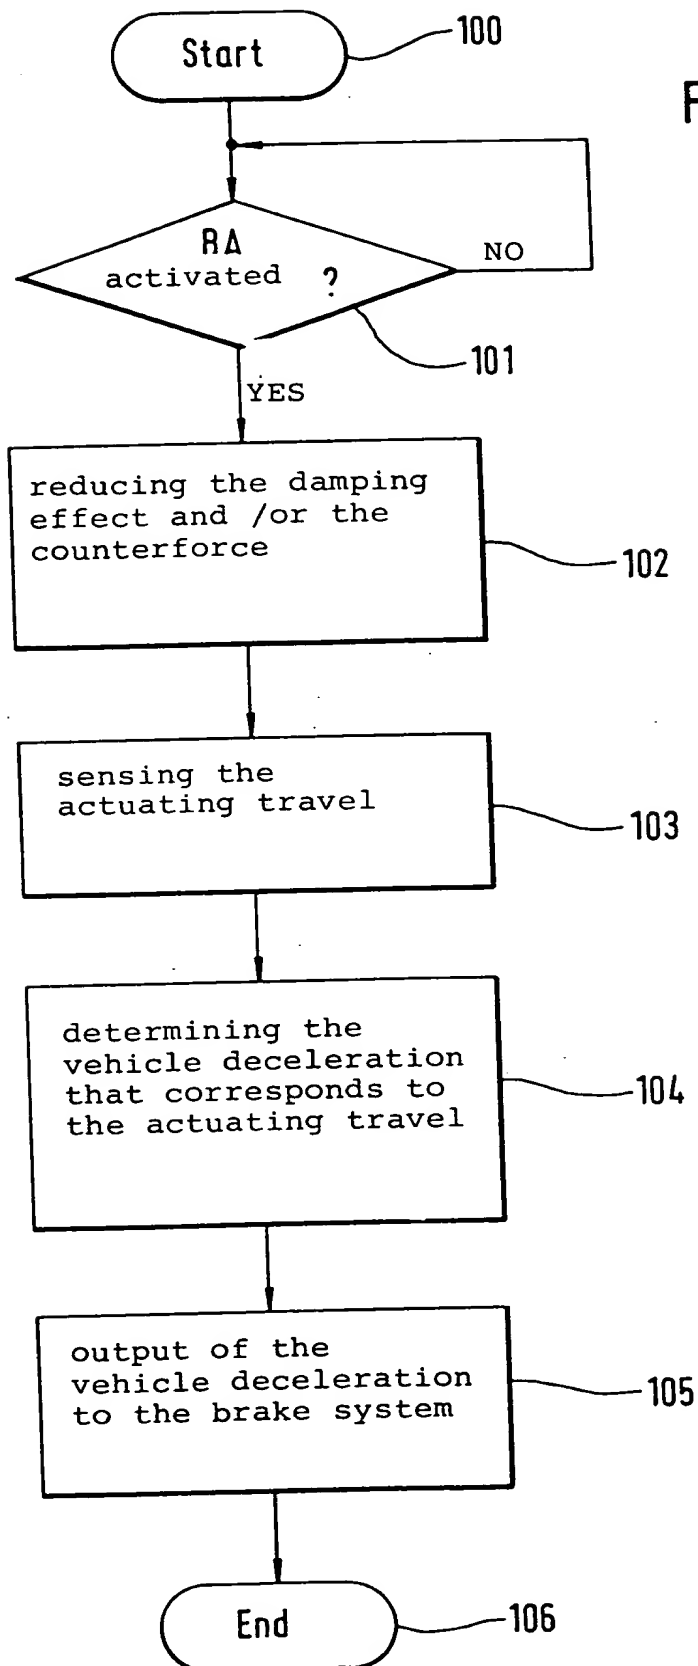 Start
100
F
RA
activated ?
NO
101
YES
reducing the damping
effect and /or the
counterforce
102
sensing the
actuating travel
103
determining the
vehicle deceleration
that corresponds to
the actuating travel
104
output of the
vehicle deceleration
to the brake system
105
End
106